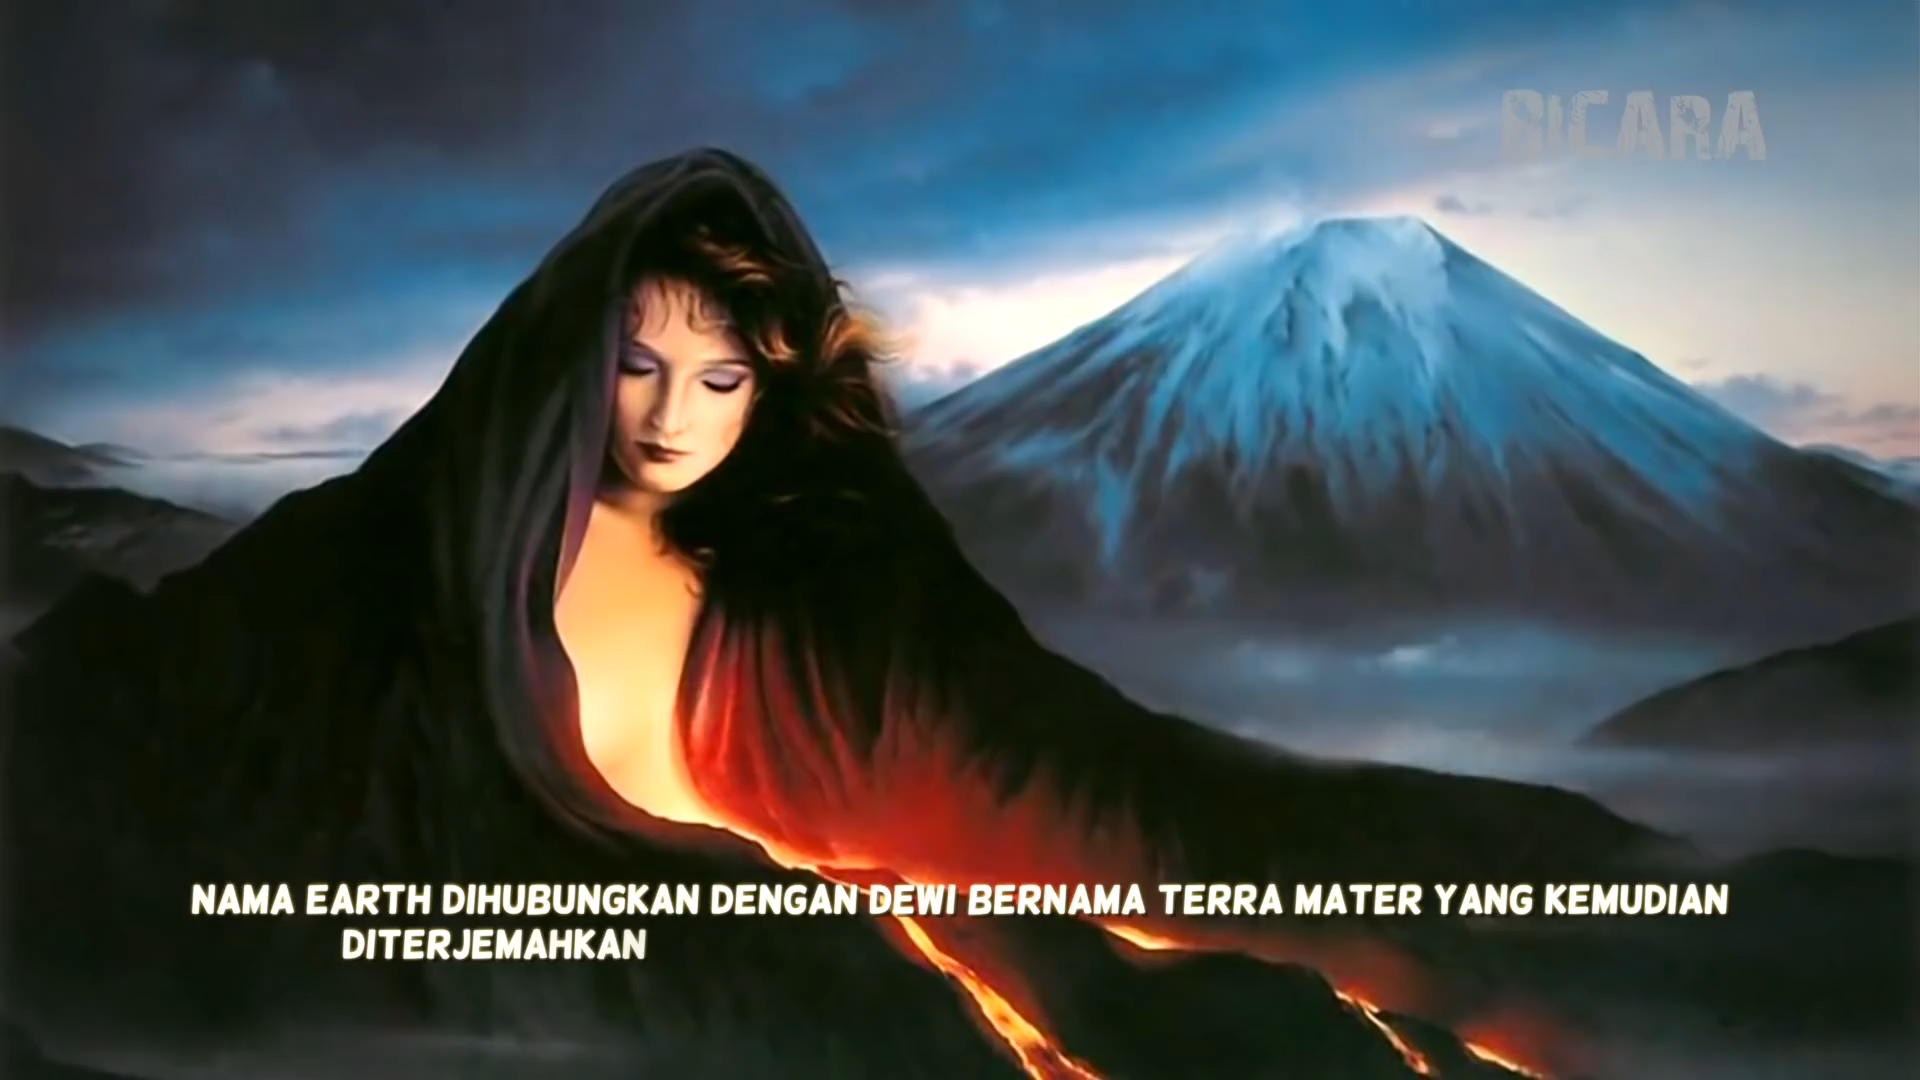 BICARA
NAMA EARTH DIHUBUNGKAN DENGAN DEWI BERNAMA TERRA MATER YANG KEMUDIAN
DITERJEMAHKAN